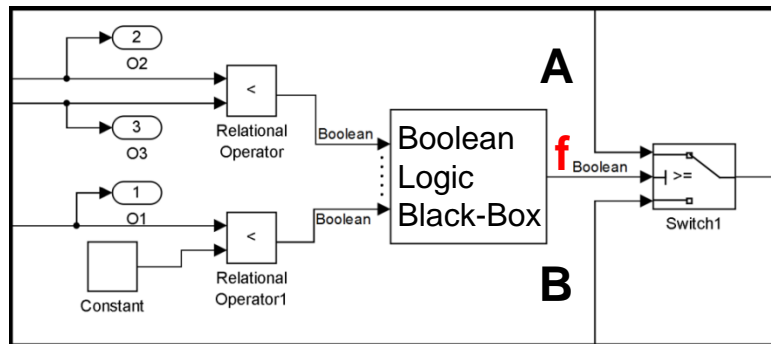 2
O2
<
Relational
Operator
3
O3
1
O1
<
Relational
Operator1
Constant
Boolean
Boolean
Boolean
Logic
Black-Box
A
f
Boolean
B
>=
Switch1